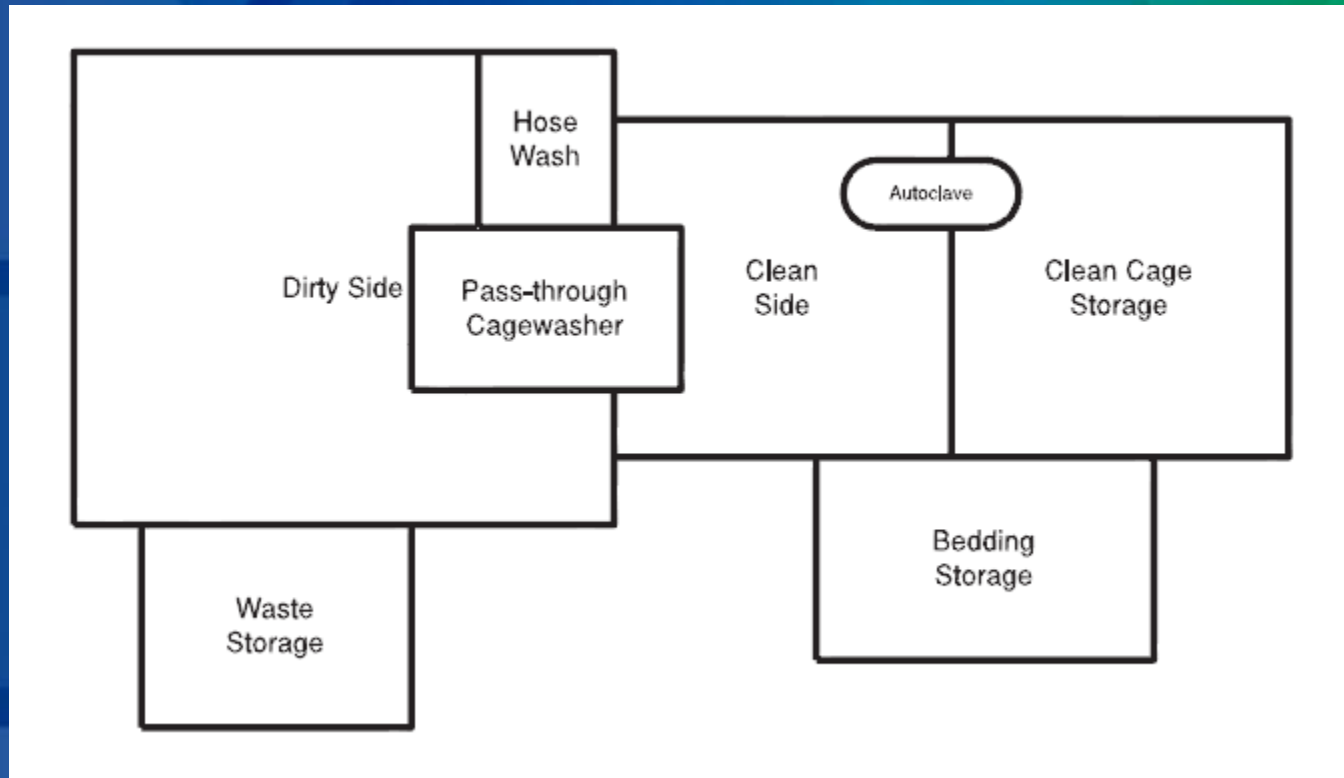 Hose
Wash
Autoclave
Dirty Side
Pass-through
Cagewasher
Clean
Side
Clean Cage
Storage
Bedding
Storage
Waste
Storage